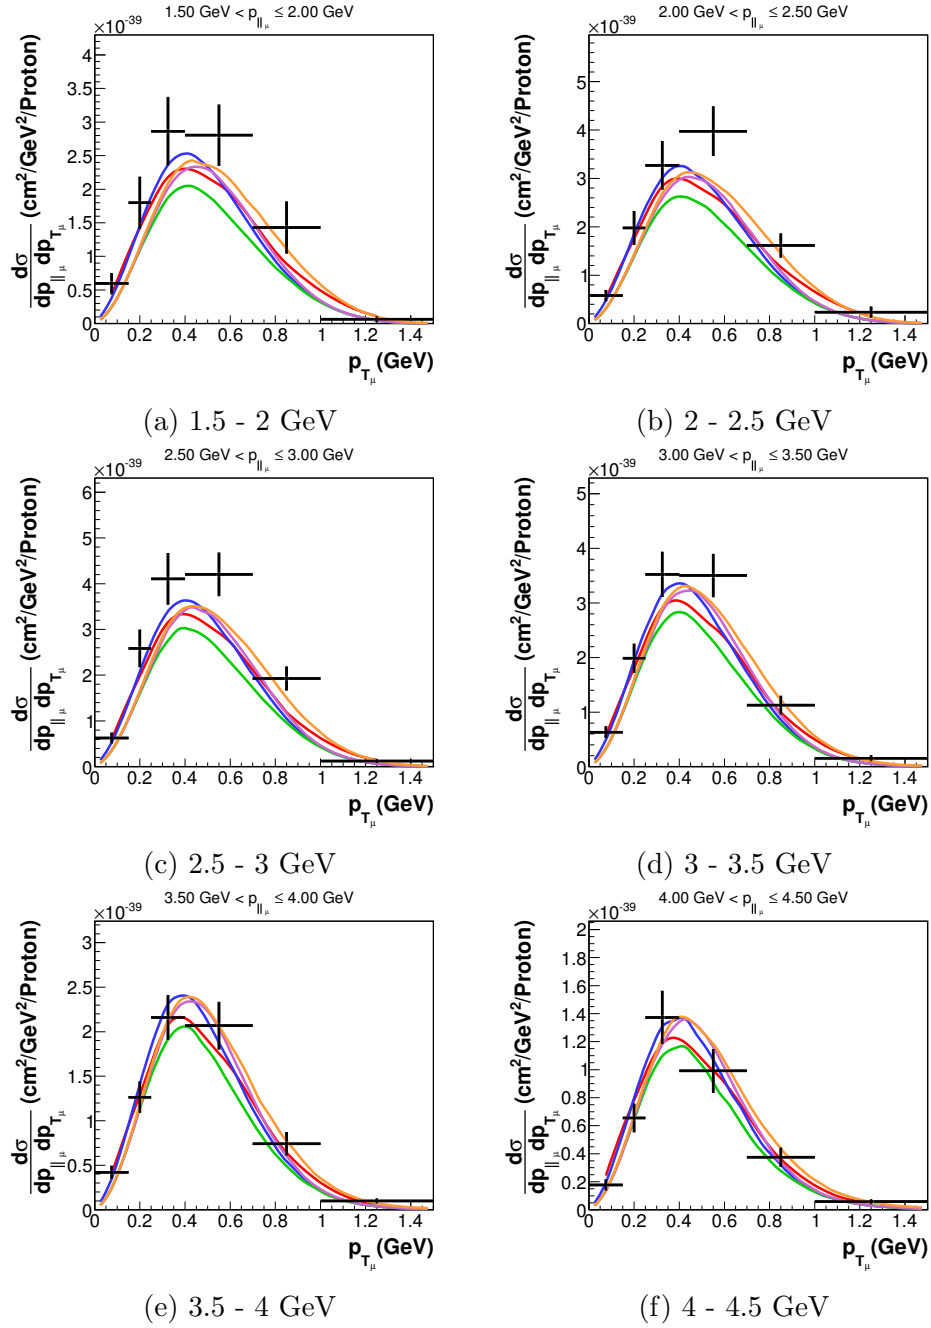 ×10⁻³⁹ 1.50 GeV < p∥μ ≤ 2.00 GeV
dσ/dp∥μ dpTμ (cm²/GeV²/Proton)
4
3.5
3
2.5
2
1.5
1
0.5
0
0 0.2 0.4 0.6 0.8 1 1.2 1.4
pTμ (GeV)
(a) 1.5 - 2 GeV
×10⁻³⁹ 2.00 GeV < p∥μ ≤ 2.50 GeV
dσ/dp∥μ dpTμ (cm²/GeV²/Proton)
5
4
3
2
1
0
0 0.2 0.4 0.6 0.8 1 1.2 1.4
pTμ (GeV)
(b) 2 - 2.5 GeV
×10⁻³⁹ 2.50 GeV < p∥μ ≤ 3.00 GeV
dσ/dp∥μ dpTμ (cm²/GeV²/Proton)
6
5
4
3
2
1
0
0 0.2 0.4 0.6 0.8 1 1.2 1.4
pTμ (GeV)
(c) 2.5 - 3 GeV
×10⁻³⁹ 3.00 GeV < p∥μ ≤ 3.50 GeV
dσ/dp∥μ dpTμ (cm²/GeV²/Proton)
5
4
3
2
1
0
0 0.2 0.4 0.6 0.8 1 1.2 1.4
pTμ (GeV)
(d) 3 - 3.5 GeV
×10⁻³⁹ 3.50 GeV < p∥μ ≤ 4.00 GeV
dσ/dp∥μ dpTμ (cm²/GeV²/Proton)
3
2.5
2
1.5
1
0.5
0
0 0.2 0.4 0.6 0.8 1 1.2 1.4
pTμ (GeV)
(e) 3.5 - 4 GeV
×10⁻³⁹ 4.00 GeV < p∥μ ≤ 4.50 GeV
dσ/dp∥μ dpTμ (cm²/GeV²/Proton)
2
1.8
1.6
1.4
1.2
1
0.8
0.6
0.4
0.2
0
0 0.2 0.4 0.6 0.8 1 1.2 1.4
pTμ (GeV)
(f) 4 - 4.5 GeV